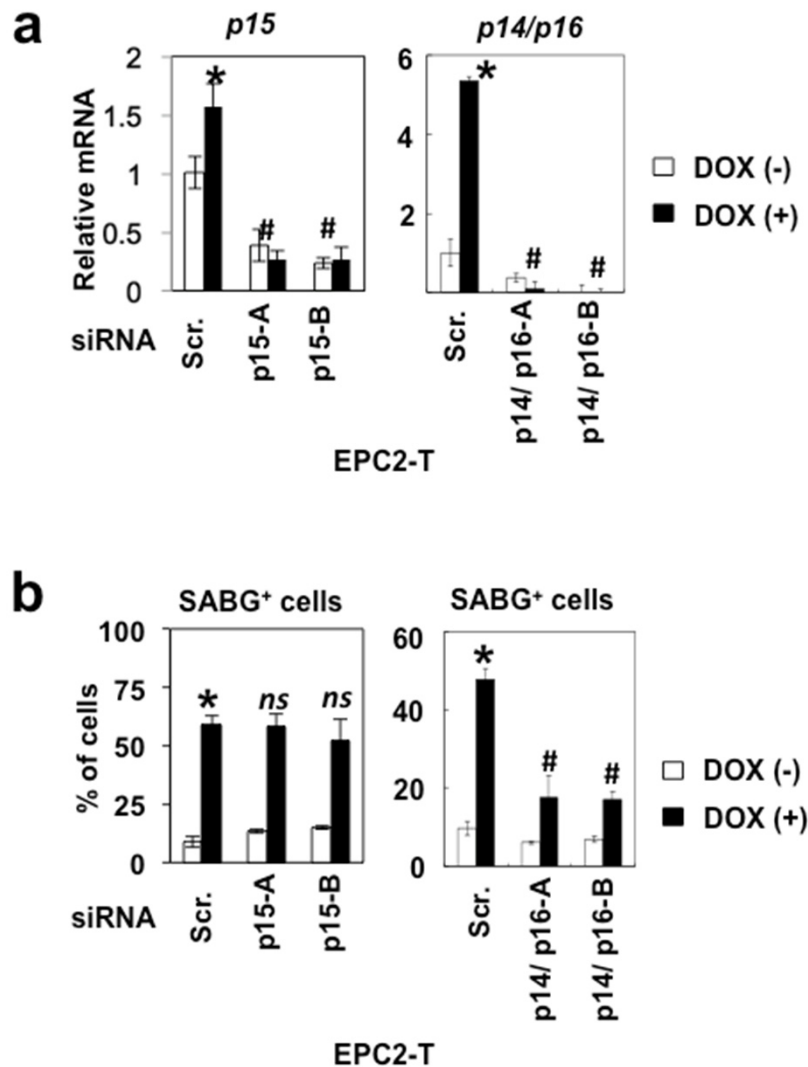 a
p15
p14/p16
Relative mRNA
2
1.5
1
0.5
0
*
#
#
6
4
2
*
#
#
DOX (-)
DOX (+)
siRNA
Scr.
p15-A
p15-B
Scr.
p14/ p16-A
p14/ p16-B
EPC2-T
b
SABG⁺ cells
SABG⁺ cells
% of cells
100
75
50
25
0
*
ns
ns
60
40
20
0
*
#
#
DOX (-)
DOX (+)
siRNA
Scr.
p15-A
p15-B
Scr.
p14/ p16-A
p14/ p16-B
EPC2-T